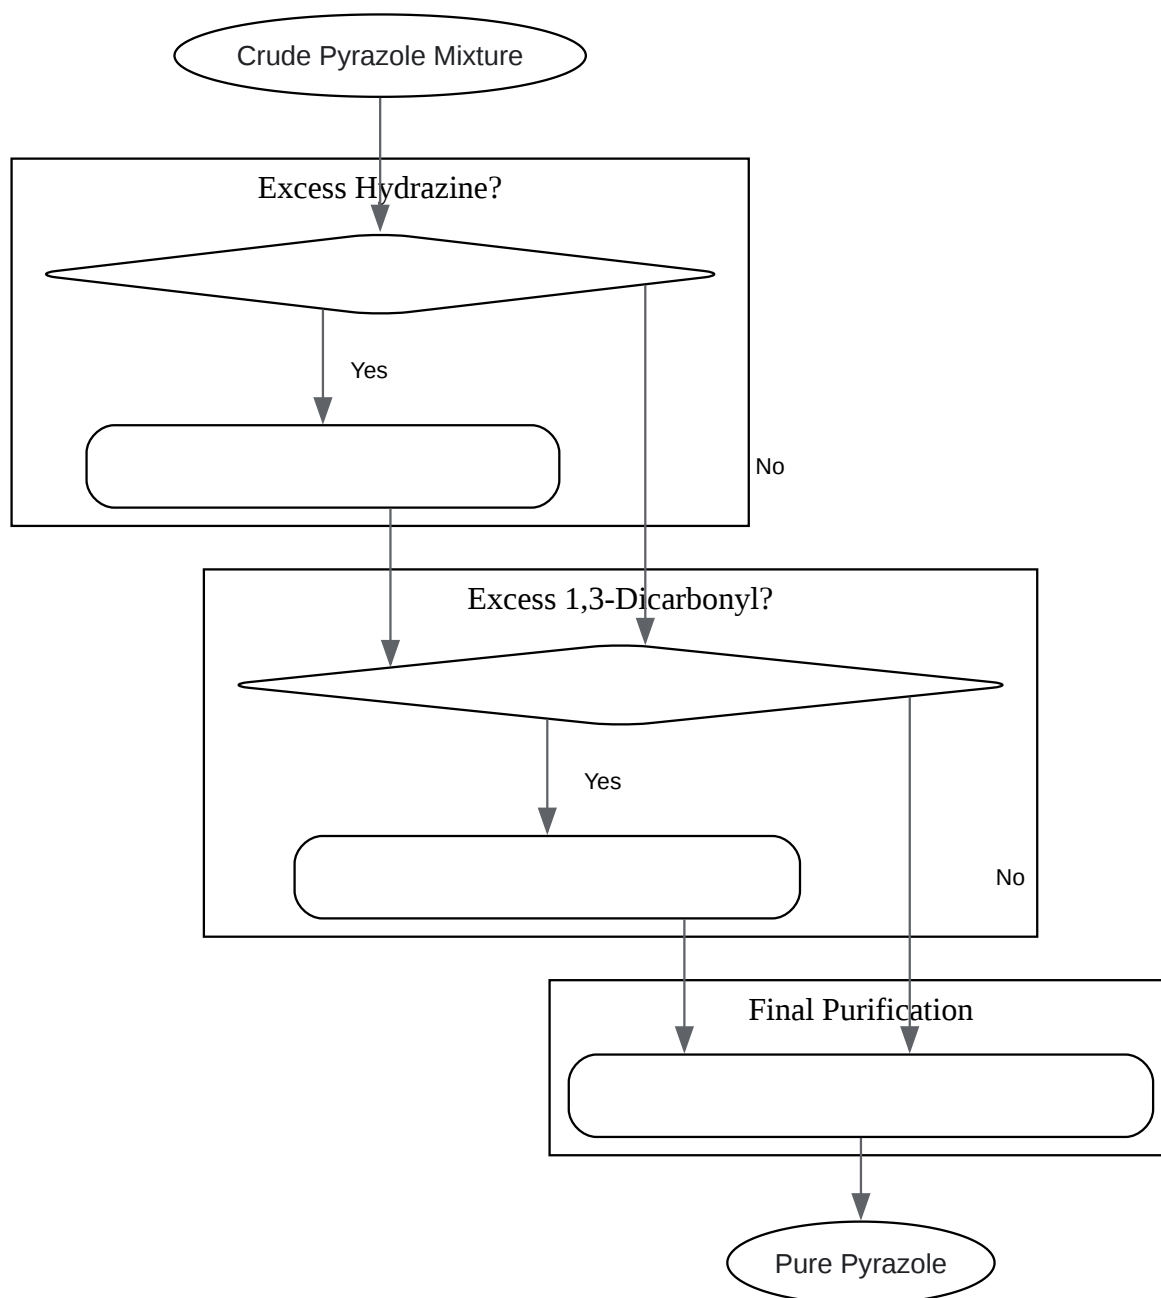 Crude Pyrazole Mixture
Excess Hydrazine?
Yes
No
Excess 1,3-Dicarbonyl?
Yes
No
Final Purification
Pure Pyrazole